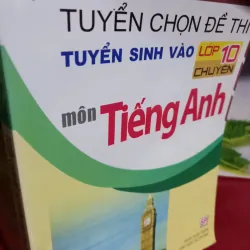 TUYỂN CHỌN ĐỀ THI
TUYỂN SINH VÀO LỚP 10
CHUYÊN
môn Tiếng Anh